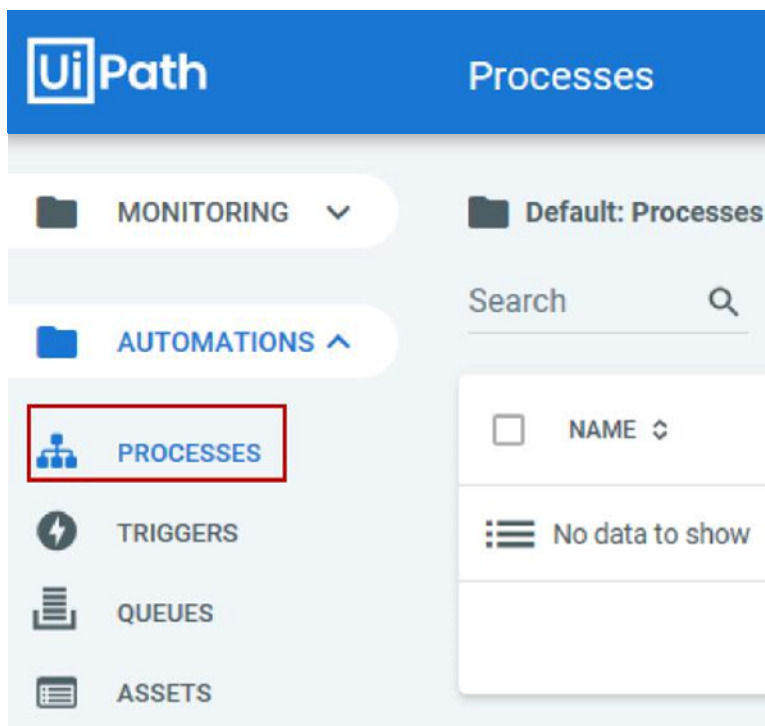 UiPath
Processes
MONITORING
AUTOMATIONS
PROCESSES
TRIGGERS
QUEUES
ASSETS
Default: Processes
Search
NAME
No data to show